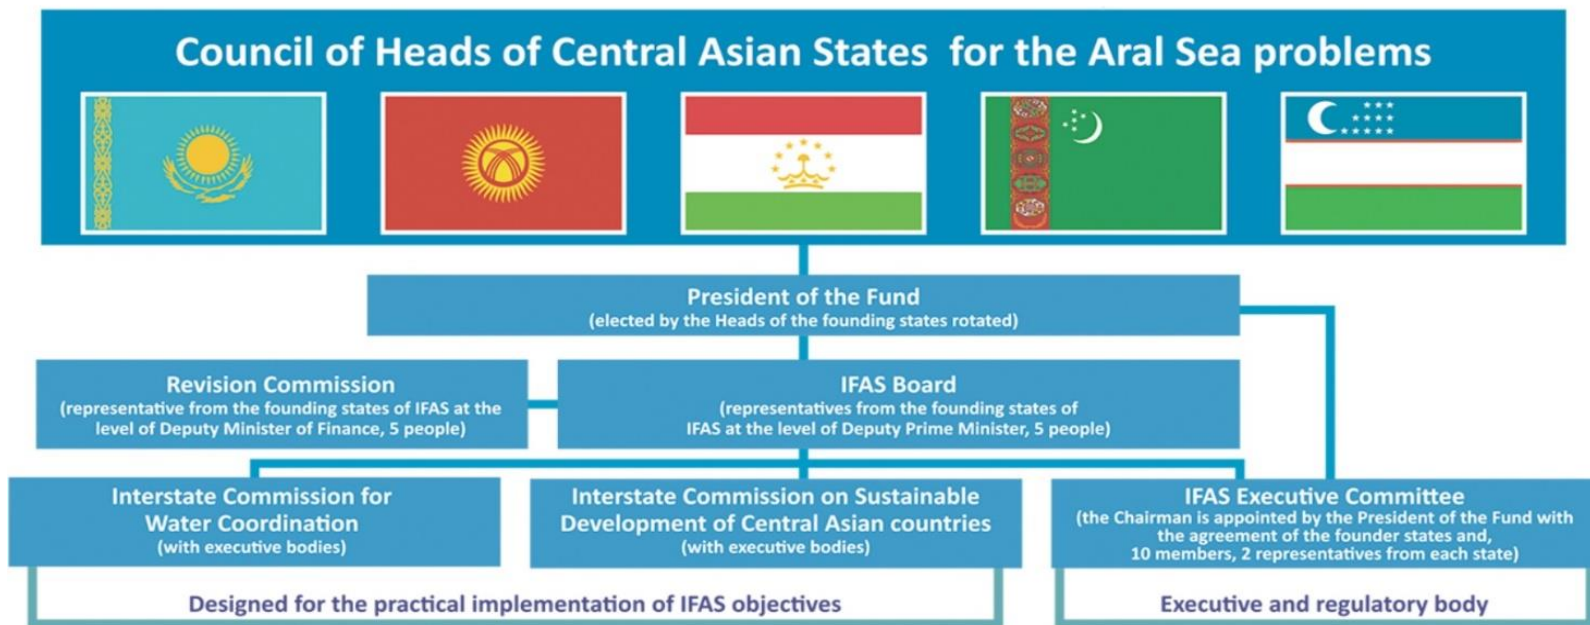 Council of Heads of Central Asian States for the Aral Sea problems
President of the Fund
(elected by the Heads of the founding states rotated)
Revision Commission
(representative from the founding states of IFAS at the
level of Deputy Minister of Finance, 5 people)
IFAS Board
(representatives from the founding states of
IFAS at the level of Deputy Prime Minister, 5 people)
Interstate Commission for
Water Coordination
(with executive bodies)
Interstate Commission on Sustainable
Development of Central Asian countries
(with executive bodies)
IFAS Executive Committee
(the Chairman is appointed by the President of the Fund with
the agreement of the founder states and,
10 members, 2 representatives from each state)
Designed for the practical implementation of IFAS objectives
Executive and regulatory body